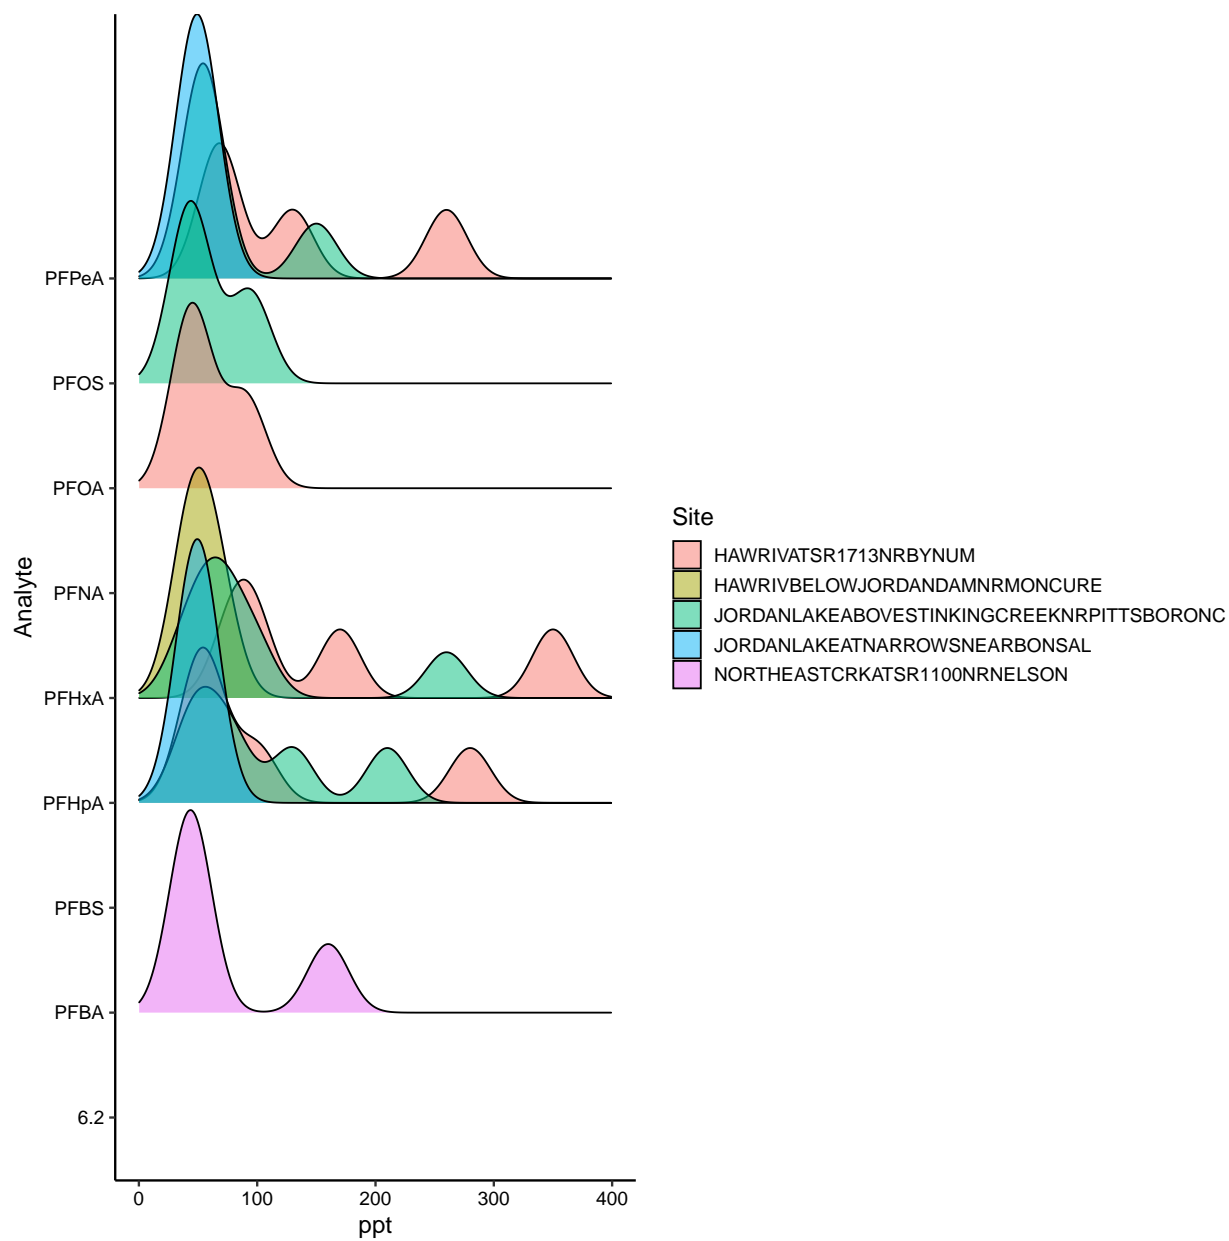 Analyte
PFPeA
PFOS
PFOA
PFNA
PFHxA
PFHpA
PFBS
PFBA
6.2
0 100 200 300 400
ppt
Site
HAWRIVATSR1713NRBYNUM
HAWRIVBELOWJORDANDAMNRMONCURE
JORDANLAKEABOVESTINKINGCREEKNRPITTSBORONC
JORDANLAKEATNARROWSNEARBONSAL
NORTHEASTCRKATSR1100NRNELSON